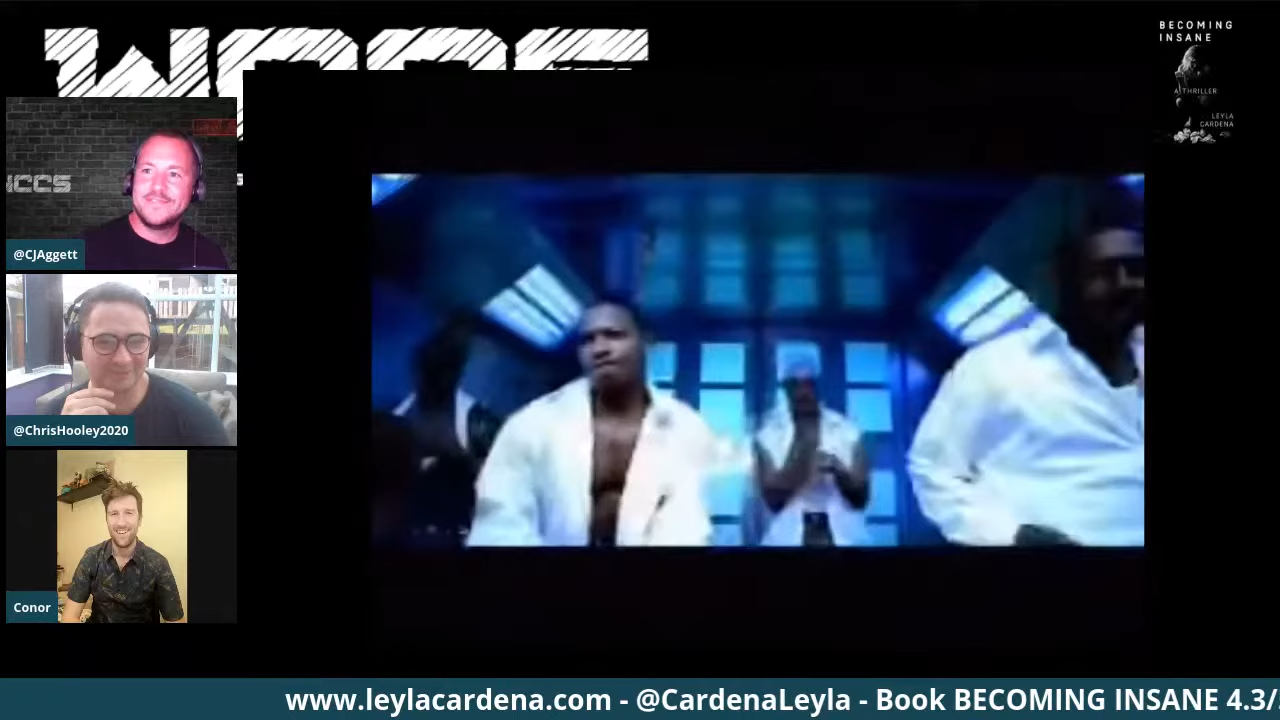 BECOMING
INSANE
A THRILLER
LEYLA
CARDENA
@CJAggett
@ChrisHooley2020
Conor
www.leylacardena.com - @CardenaLeyla - Book BECOMING INSANE 4.3/